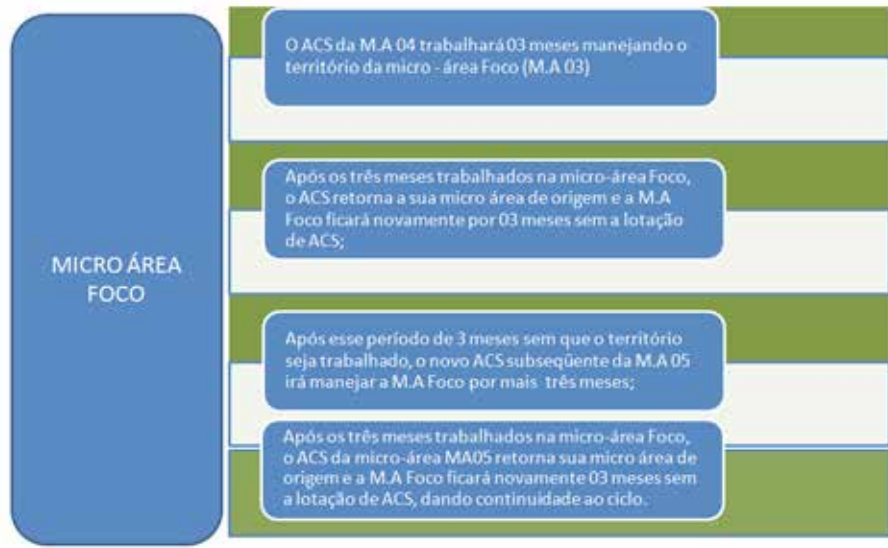 MICRO ÁREA
FOCO
O ACS da M.A 04 trabalhará 03 meses manejando o
território da micro - área Foco (M.A 03)
Após os três meses trabalhados na micro-área Foco,
o ACS retorna a sua micro área de origem e a M.A
Foco ficará novamente por 03 meses sem a lotação
de ACS;
Após esse período de 3 meses sem que o território
seja trabalhado, o novo ACS subseqüente da M.A 05
irá manejar a M.A Foco por mais três meses;
Após os três meses trabalhados na micro-área Foco,
o ACS da micro-área MA05 retorna sua micro área de
origem e a M.A Foco ficará novamente 03 meses sem
a lotação de ACS, dando continuidade ao ciclo.